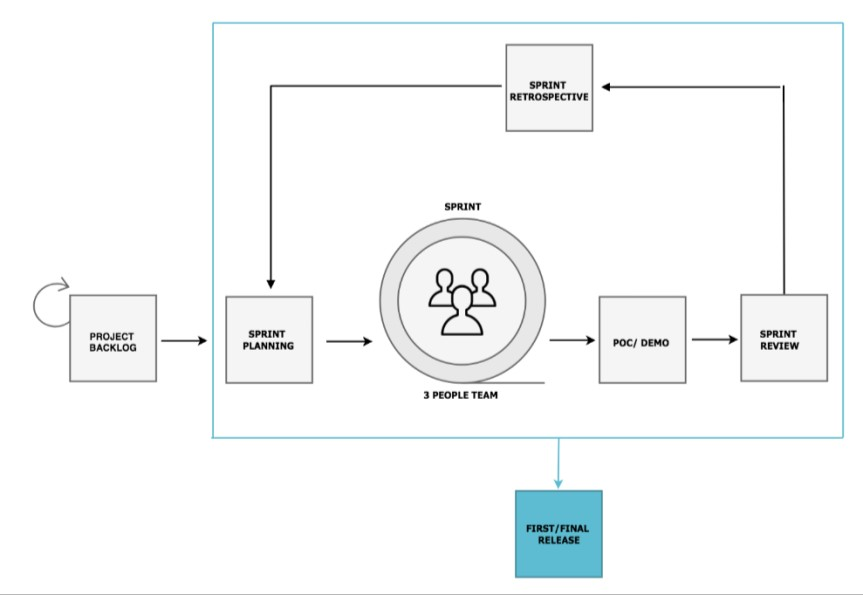 SPRINT
RETROSPECTIVE
SPRINT
PROJECT
BACKLOG
SPRINT
PLANNING
POC/ DEMO
SPRINT
REVIEW
3 PEOPLE TEAM
FIRST/FINAL
RELEASE